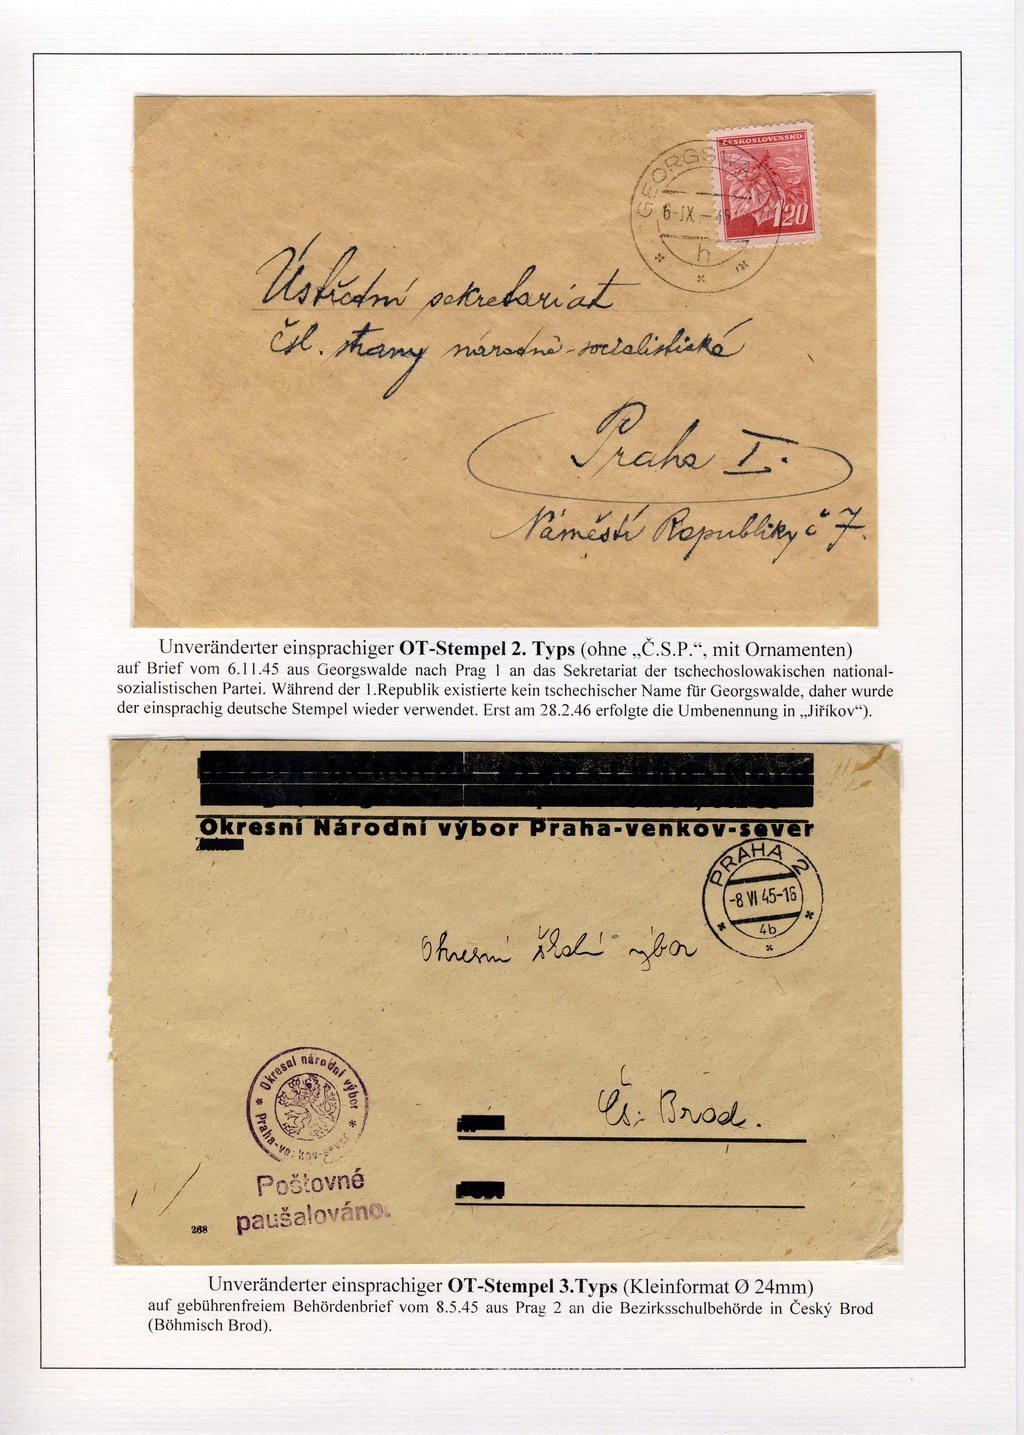 GEORGSWA
6-IX-45
h
ČESKOSLOVENSKO
1·20
Ústřední sekretariát
čsl. strany národně-socialistické
Praha I.
Náměstí Republiky č 7.
Unveränderter einsprachiger OT-Stempel 2. Typs (ohne „Č.S.P.“, mit Ornamenten)
auf Brief vom 6.11.45 aus Georgswalde nach Prag 1 an das Sekretariat der tschechoslowakischen national-
sozialistischen Partei. Während der 1.Republik existierte kein tschechischer Name für Georgswalde, daher wurde
der einsprachig deutsche Stempel wieder verwendet. Erst am 28.2.46 erfolgte die Umbenennung in „Jiříkov“).
Okresní Národní výbor Praha-venkov-sever
PRAHA 2
-8 VI 45-16
4b
Okresní školní výbor
Okresní národní výbor
Praha-venkov-sever
Čs. Brod.
Poštovné
paušalováno.
268
Unveränderter einsprachiger OT-Stempel 3.Typs (Kleinformat Ø 24mm)
auf gebührenfreiem Behördenbrief vom 8.5.45 aus Prag 2 an die Bezirksschulbehörde in Český Brod
(Böhmisch Brod).